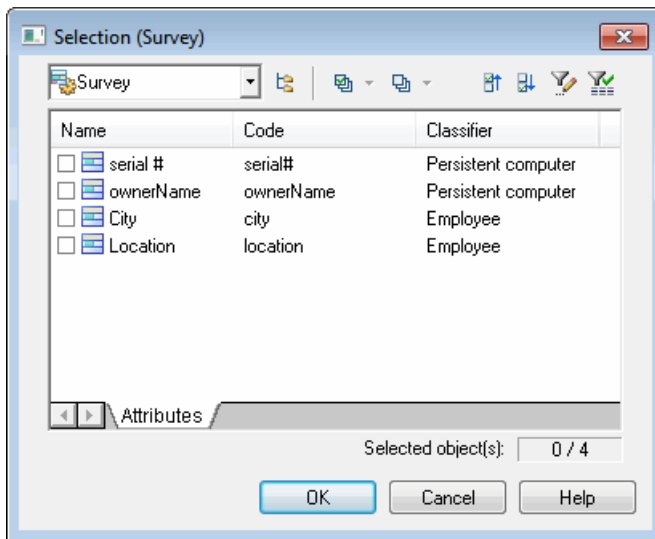 Selection (Survey)
Survey
Name Code Classifier
serial # serial# Persistent computer
ownerName ownerName Persistent computer
City city Employee
Location location Employee
Attributes
Selected object(s): 0 / 4
OK Cancel Help